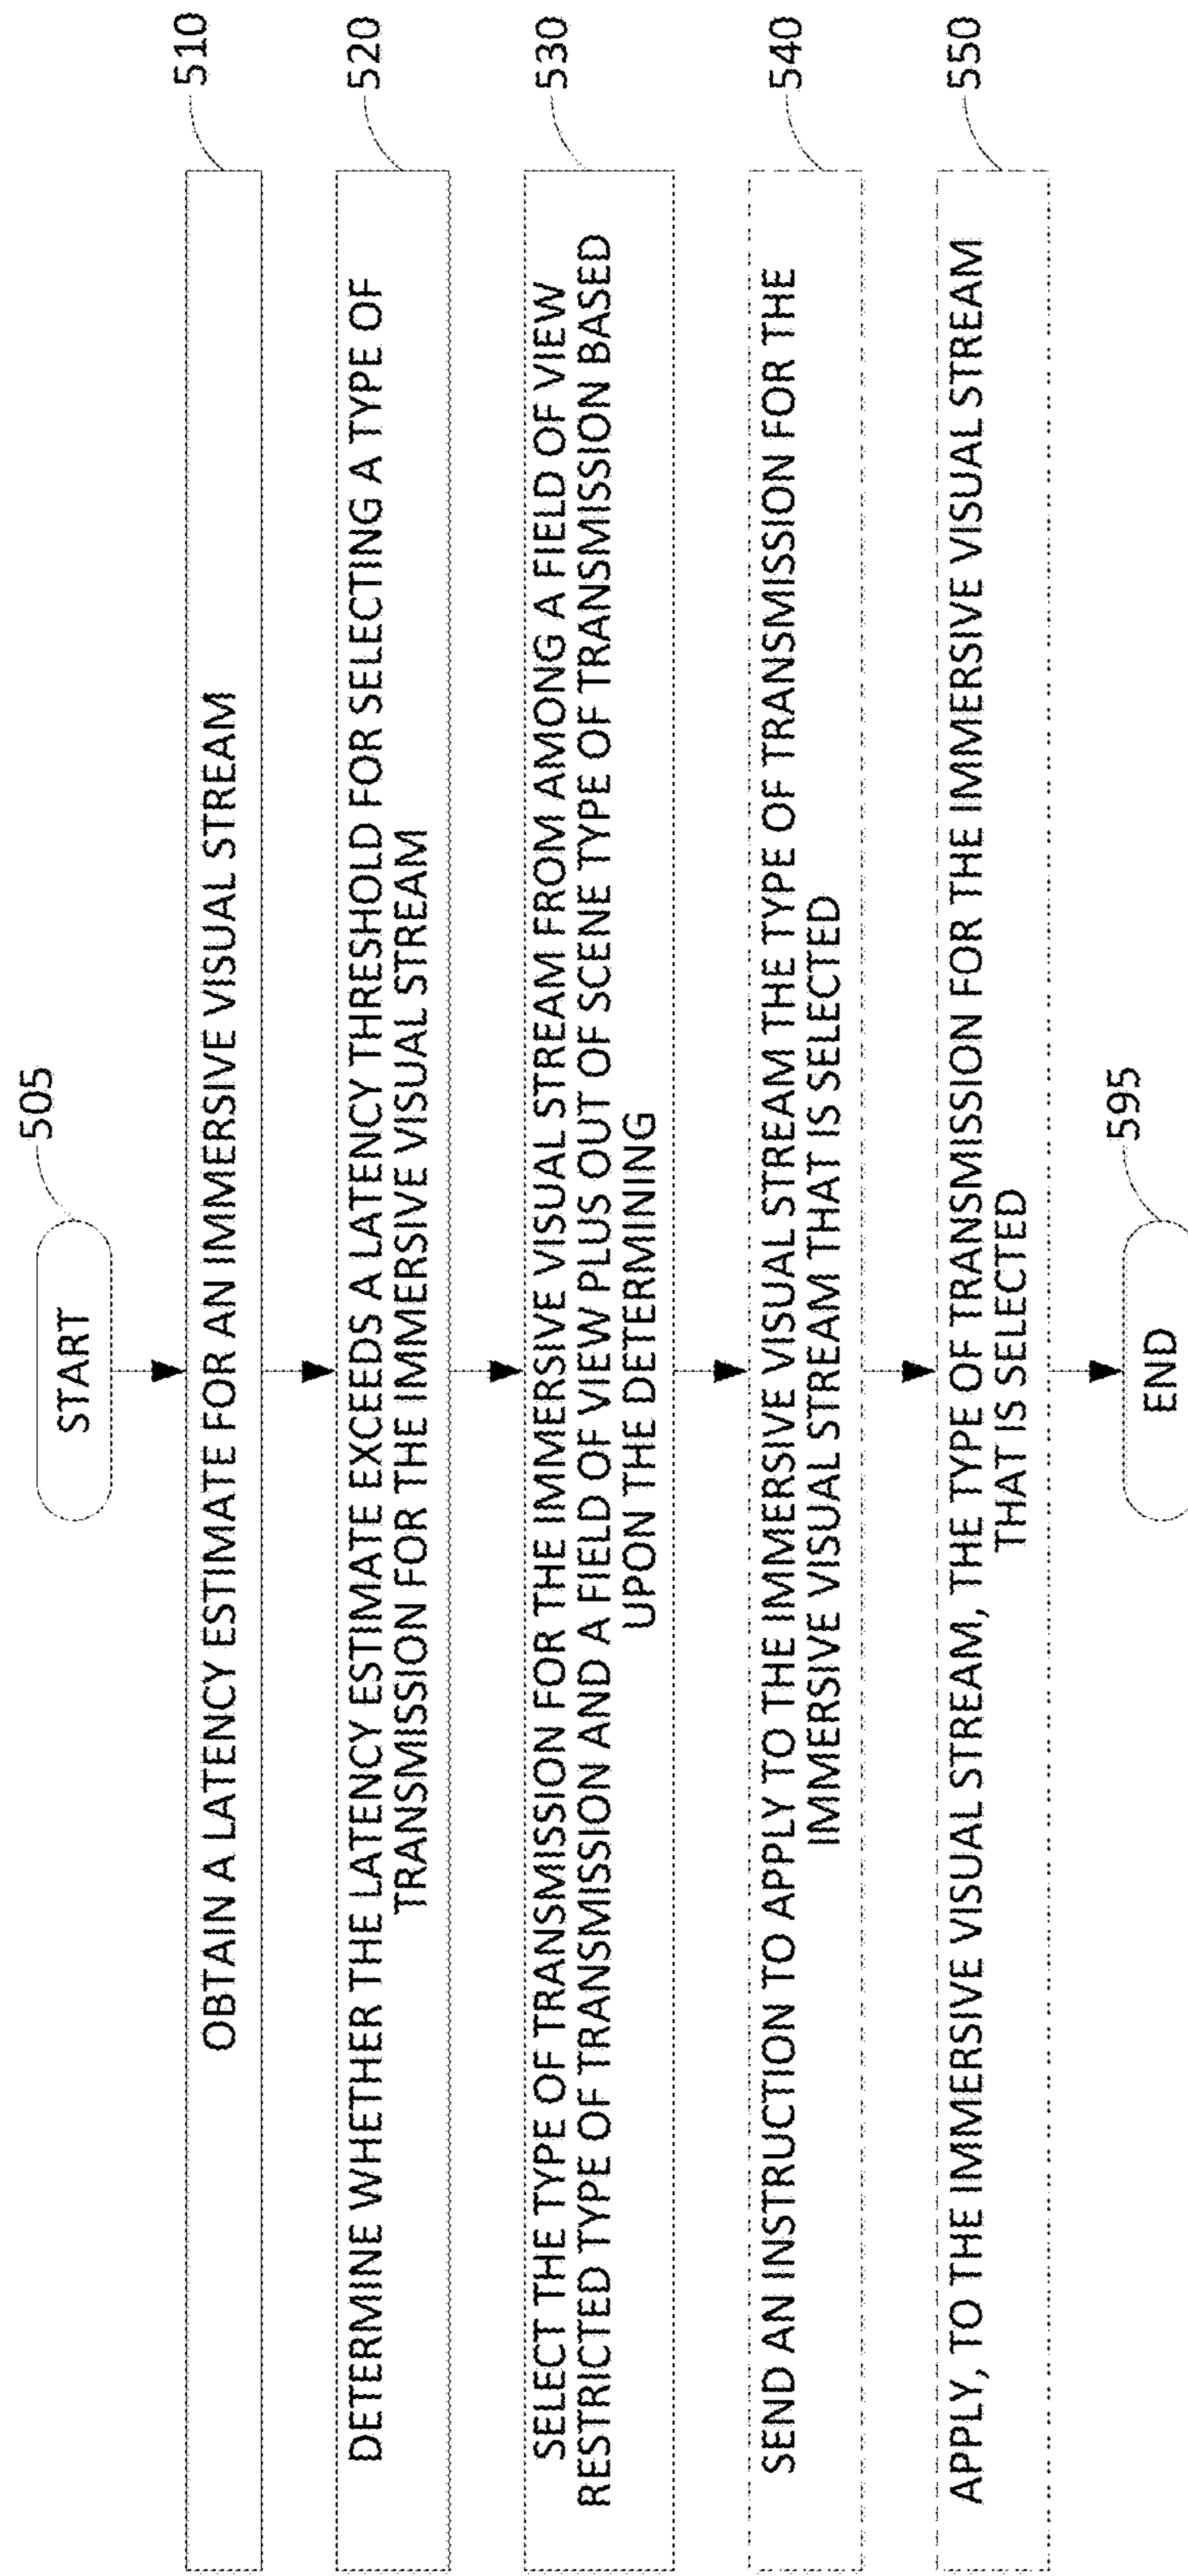 505
START
510
OBTAIN A LATENCY ESTIMATE FOR AN IMMERSIVE VISUAL STREAM
520
DETERMINE WHETHER THE LATENCY ESTIMATE EXCEEDS A LATENCY THRESHOLD FOR SELECTING A TYPE OF
TRANSMISSION FOR THE IMMERSIVE VISUAL STREAM
530
SELECT THE TYPE OF TRANSMISSION FOR THE IMMERSIVE VISUAL STREAM FROM AMONG A FIELD OF VIEW
RESTRICTED TYPE OF TRANSMISSION AND A FIELD OF VIEW PLUS OUT OF SCENE TYPE OF TRANSMISSION BASED
UPON THE DETERMINING
540
SEND AN INSTRUCTION TO APPLY TO THE IMMERSIVE VISUAL STREAM THE TYPE OF TRANSMISSION FOR THE
IMMERSIVE VISUAL STREAM THAT IS SELECTED
550
APPLY, TO THE IMMERSIVE VISUAL STREAM, THE TYPE OF TRANSMISSION FOR THE IMMERSIVE VISUAL STREAM
THAT IS SELECTED
595
END